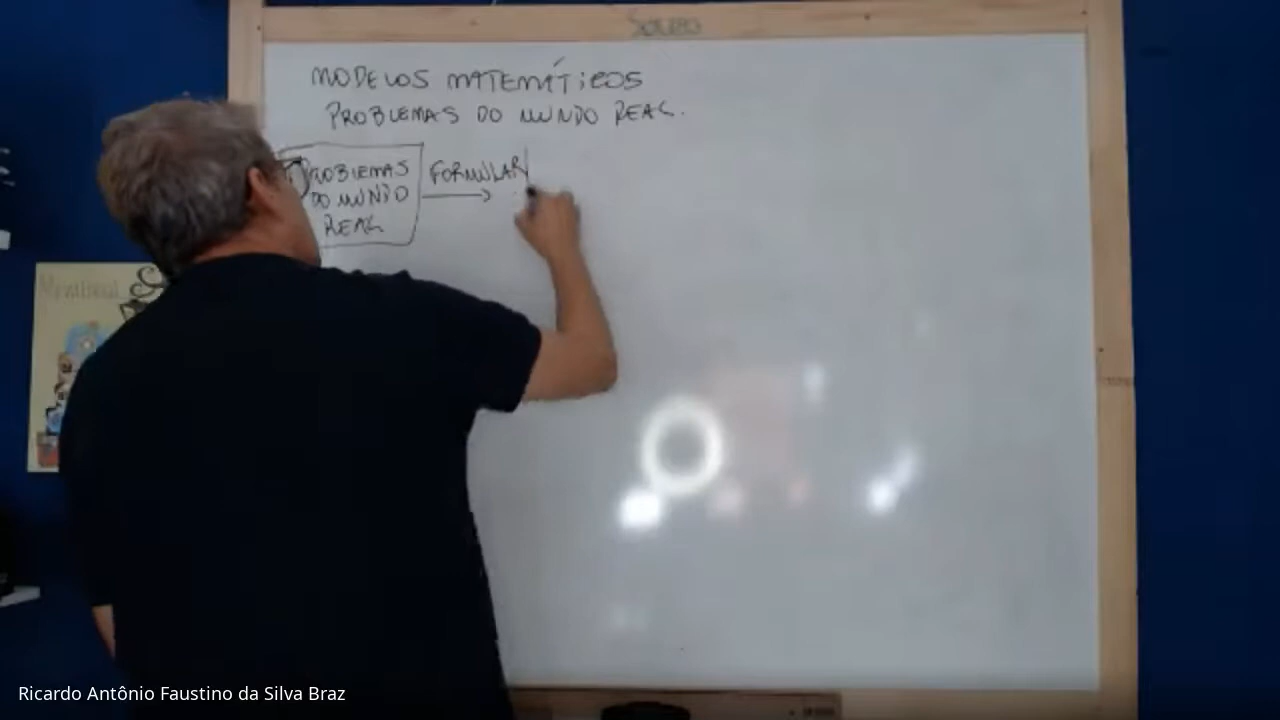 MODELOS MATEMÁTICOS
PROBLEMAS DO MUNDO REAL.
PROBLEMAS
DO MUNDO
REAL
FORMULAR
Ricardo Antônio Faustino da Silva Braz